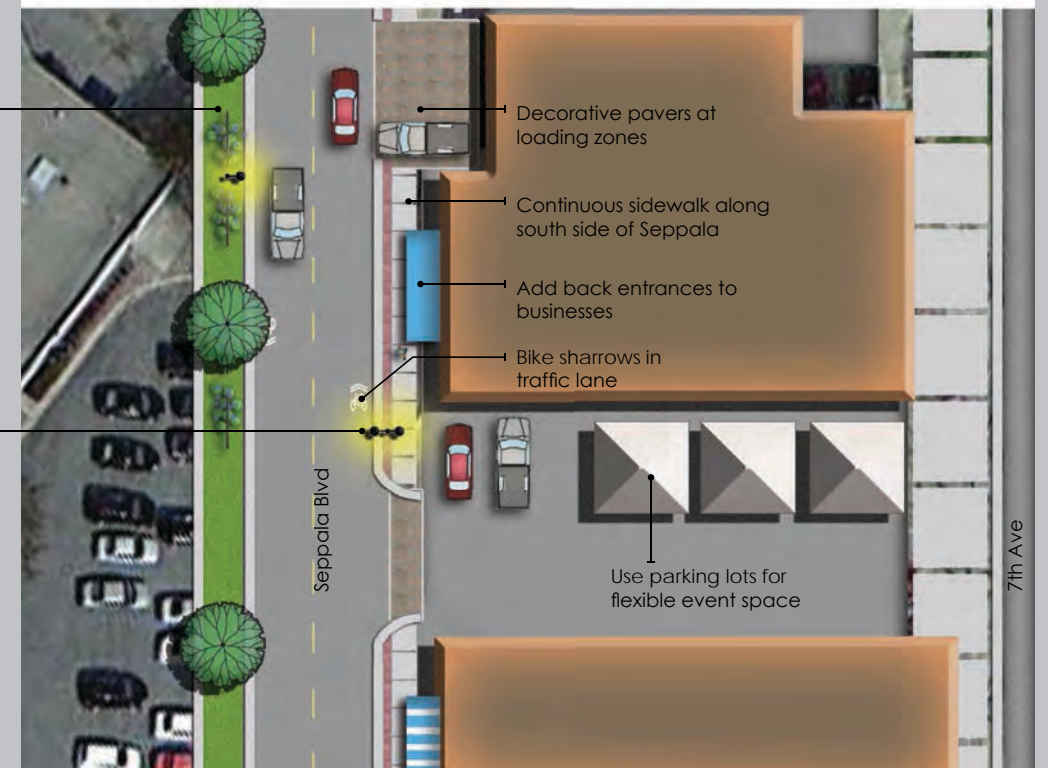 Decorative pavers at
loading zones
Continuous sidewalk along
south side of Seppala
Add back entrances to
businesses
Bike sharrows in
traffic lane
Seppala Blvd
Use parking lots for
flexible event space
7th Ave